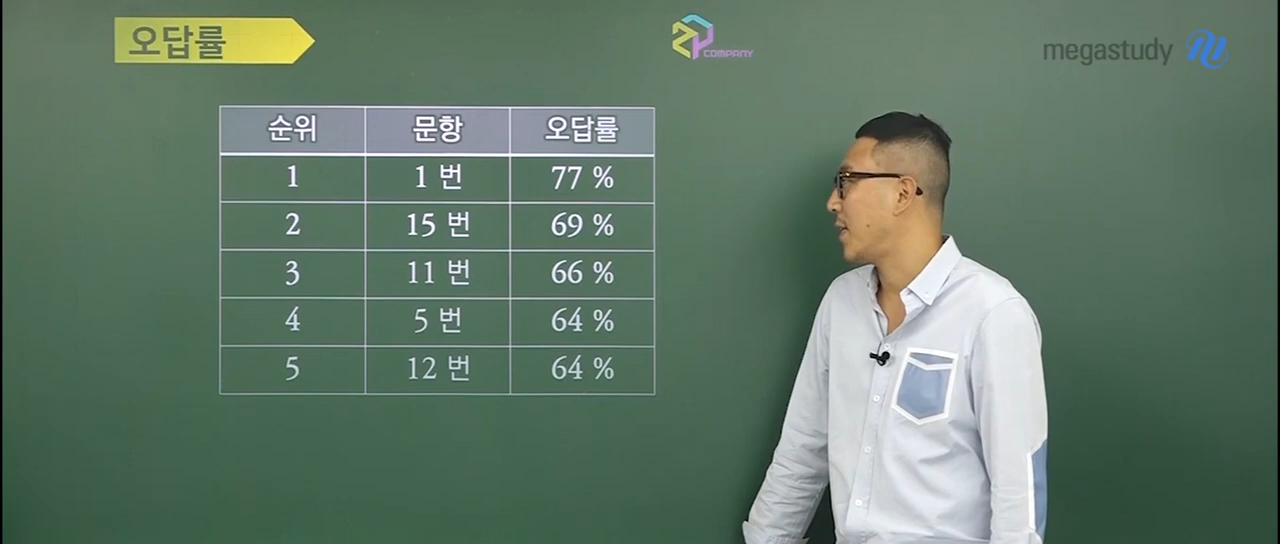 오답률
2P COMPANY
megastudy
순위 문항 오답률
1 1 번 77 %
2 15 번 69 %
3 11 번 66 %
4 5 번 64 %
5 12 번 64 %